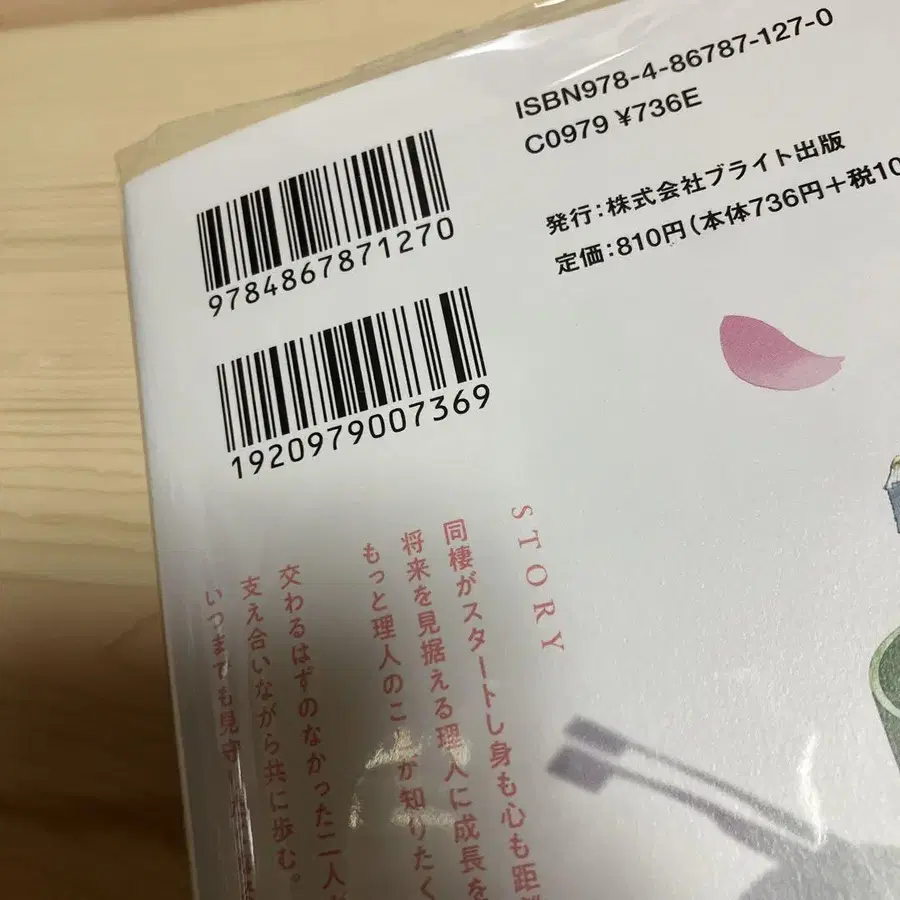 ISBN978-4-86787-127-0
C0979 ¥736E
発行：株式会社ブライト出版
定価：810円（本体736円＋税10
9784867871270
1920979007369
STORY
同棲がスタートし身も心も距
将来を見据える理人に成長を
もっと理人のこ が知りたく
交わるはずのなかった二人
支え合いながら共に歩む。
いつまでも見守